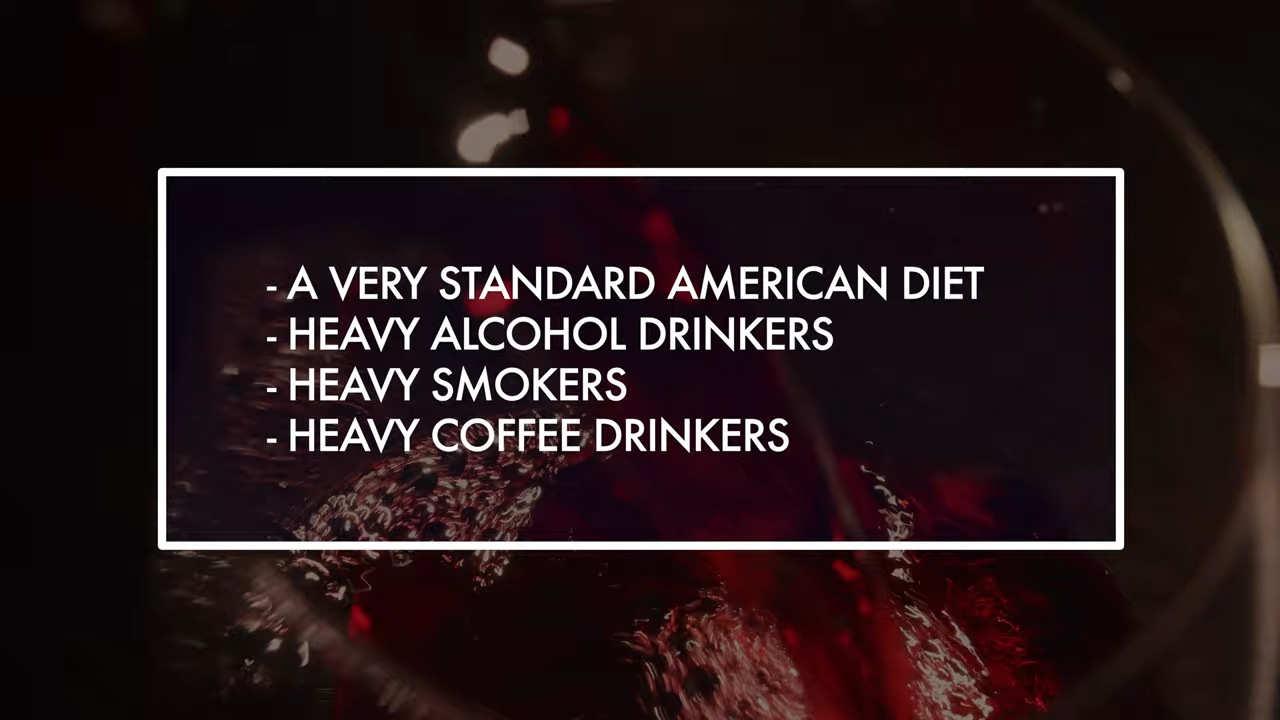 - A VERY STANDARD AMERICAN DIET
- HEAVY ALCOHOL DRINKERS
- HEAVY SMOKERS
- HEAVY COFFEE DRINKERS